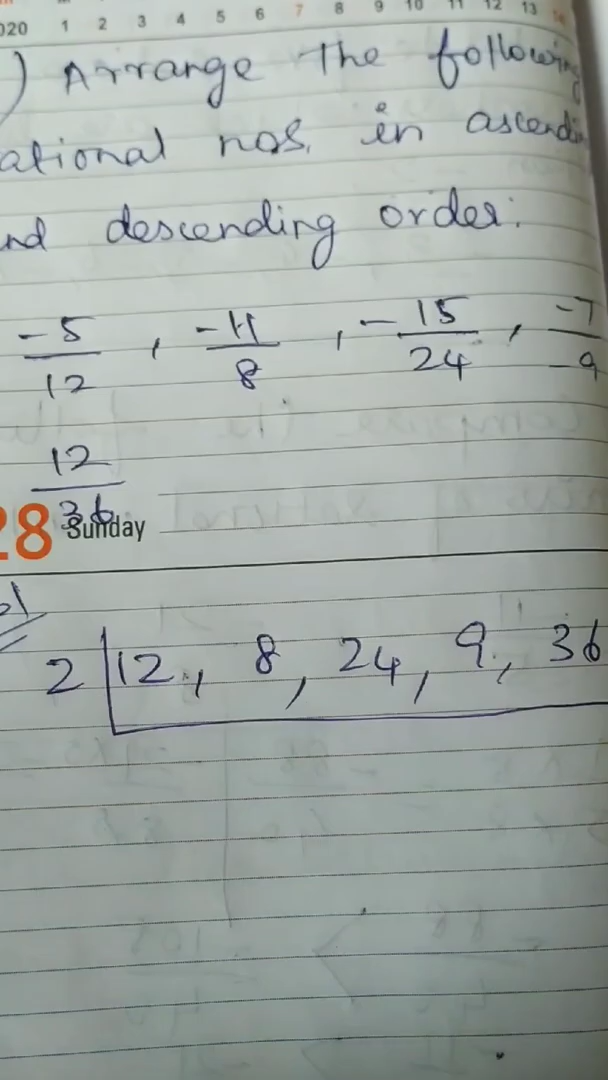 020 1 2 3 4 5 6 7 8 9 10 11 12 13
) Arrange the following
ational nos. in ascendi
nd descending order:
-5/12 , -11/8 , -15/24 , -7/-9
12/36
28 Sunday
2 | 12, 8, 24, 9, 36